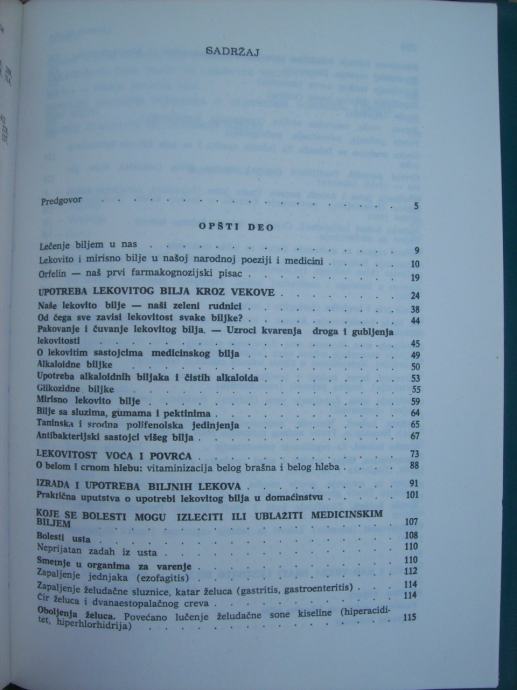 SADRŽAJ
Predgovor . . . . . . . . . . . . . . 5
OPŠTI DEO
Lečenje biljem u nas . . . . . . . . . . . . 9
Lekovito i mirisno bilje u našoj narodnoj poeziji i medicini . . . . 10
Orfelin — naš prvi farmakognozijski pisac . . . . . . . 19
UPOTREBA LEKOVITOG BILJA KROZ VEKOVE . . . . . . 24
Naše lekovito bilje — naši zeleni rudnici . . . . . . . 38
Od čega sve zavisi lekovitost svake biljke? . . . . . . . 44
Pakovanje i čuvanje lekovitog bilja. — Uzroci kvarenja droga i gubljenja
lekovitosti . . . . . . . . . . . . . . 45
O lekovitim sastojcima medicinskog bilja . . . . . . . 49
Alkaloidne biljke . . . . . . . . . . . . . 50
Upotreba alkaloidnih biljaka i čistih alkaloida . . . . . . 53
Glikozidne biljke . . . . . . . . . . . . . 55
Mirisno lekovito bilje . . . . . . . . . . . . 59
Bilje sa sluzima, gumama i pektinima . . . . . . . . 64
Taninska i srodna polifenolska jedinjenja . . . . . . . 65
Antibakterijski sastojci višeg bilja . . . . . . . . . 67
LEKOVITOST VOĆA I POVRĆA . . . . . . . . . 73
O belom i crnom hlebu: vitaminizacija belog brašna i belog hleba . . . 88
IZRADA I UPOTREBA BILJNIH LEKOVA . . . . . . . 91
Praktična uputstva o upotrebi lekovitog bilja u domaćinstvu . . . . 101
KOJE SE BOLESTI MOGU IZLEČITI ILI UBLAŽITI MEDICINSKIM
BILJEM . . . . . . . . . . . . . . . 107
Bolesti usta . . . . . . . . . . . . . . 108
Neprijatan zadah iz usta . . . . . . . . . . . 110
Smetnje u organima za varenje . . . . . . . . . 110
Zapaljenje jednjaka (ezofagitis) . . . . . . . . . . 112
Zapaljenje želudačne sluznice, katar želuca (gastritis, gastroenteritis) . . 114
Čir želuca i dvanaestopalačnog creva . . . . . . . . 114
Oboljenja želuca. Povećano lučenje želudačne sone kiseline (hiperacidi-
tet, hiperhlorhidrija) . . . . . . . . . . . . 115